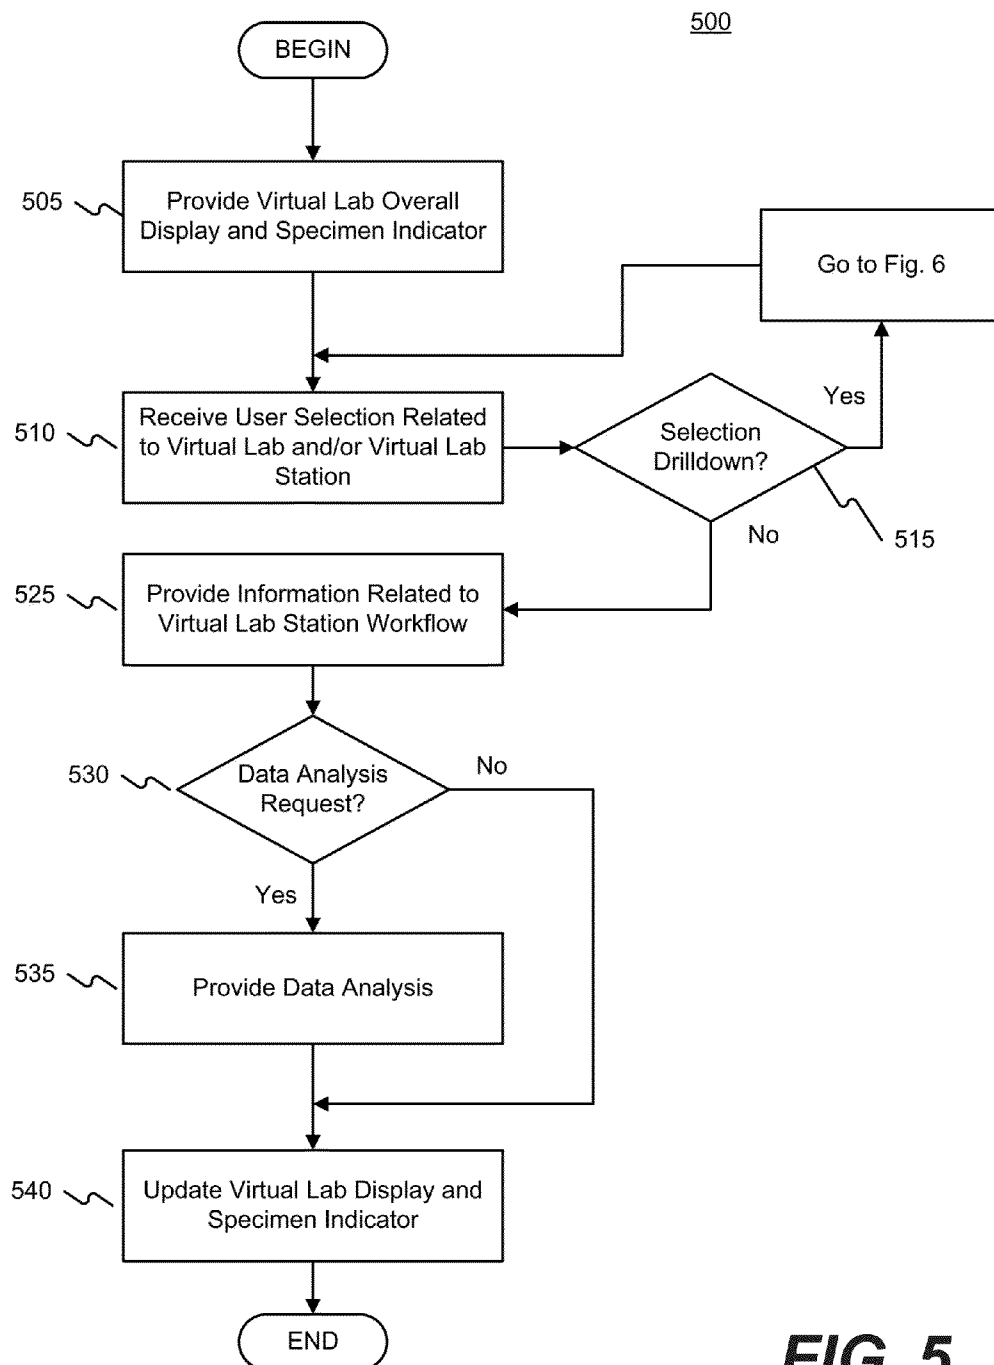 500
BEGIN
505
Provide Virtual Lab Overall
Display and Specimen Indicator
Go to Fig. 6
510
Receive User Selection Related
to Virtual Lab and/or Virtual Lab
Station
Selection
Drilldown?
Yes
No
515
525
Provide Information Related to
Virtual Lab Station Workflow
530
Data Analysis
Request?
No
Yes
535
Provide Data Analysis
540
Update Virtual Lab Display and
Specimen Indicator
END
FIG. 5